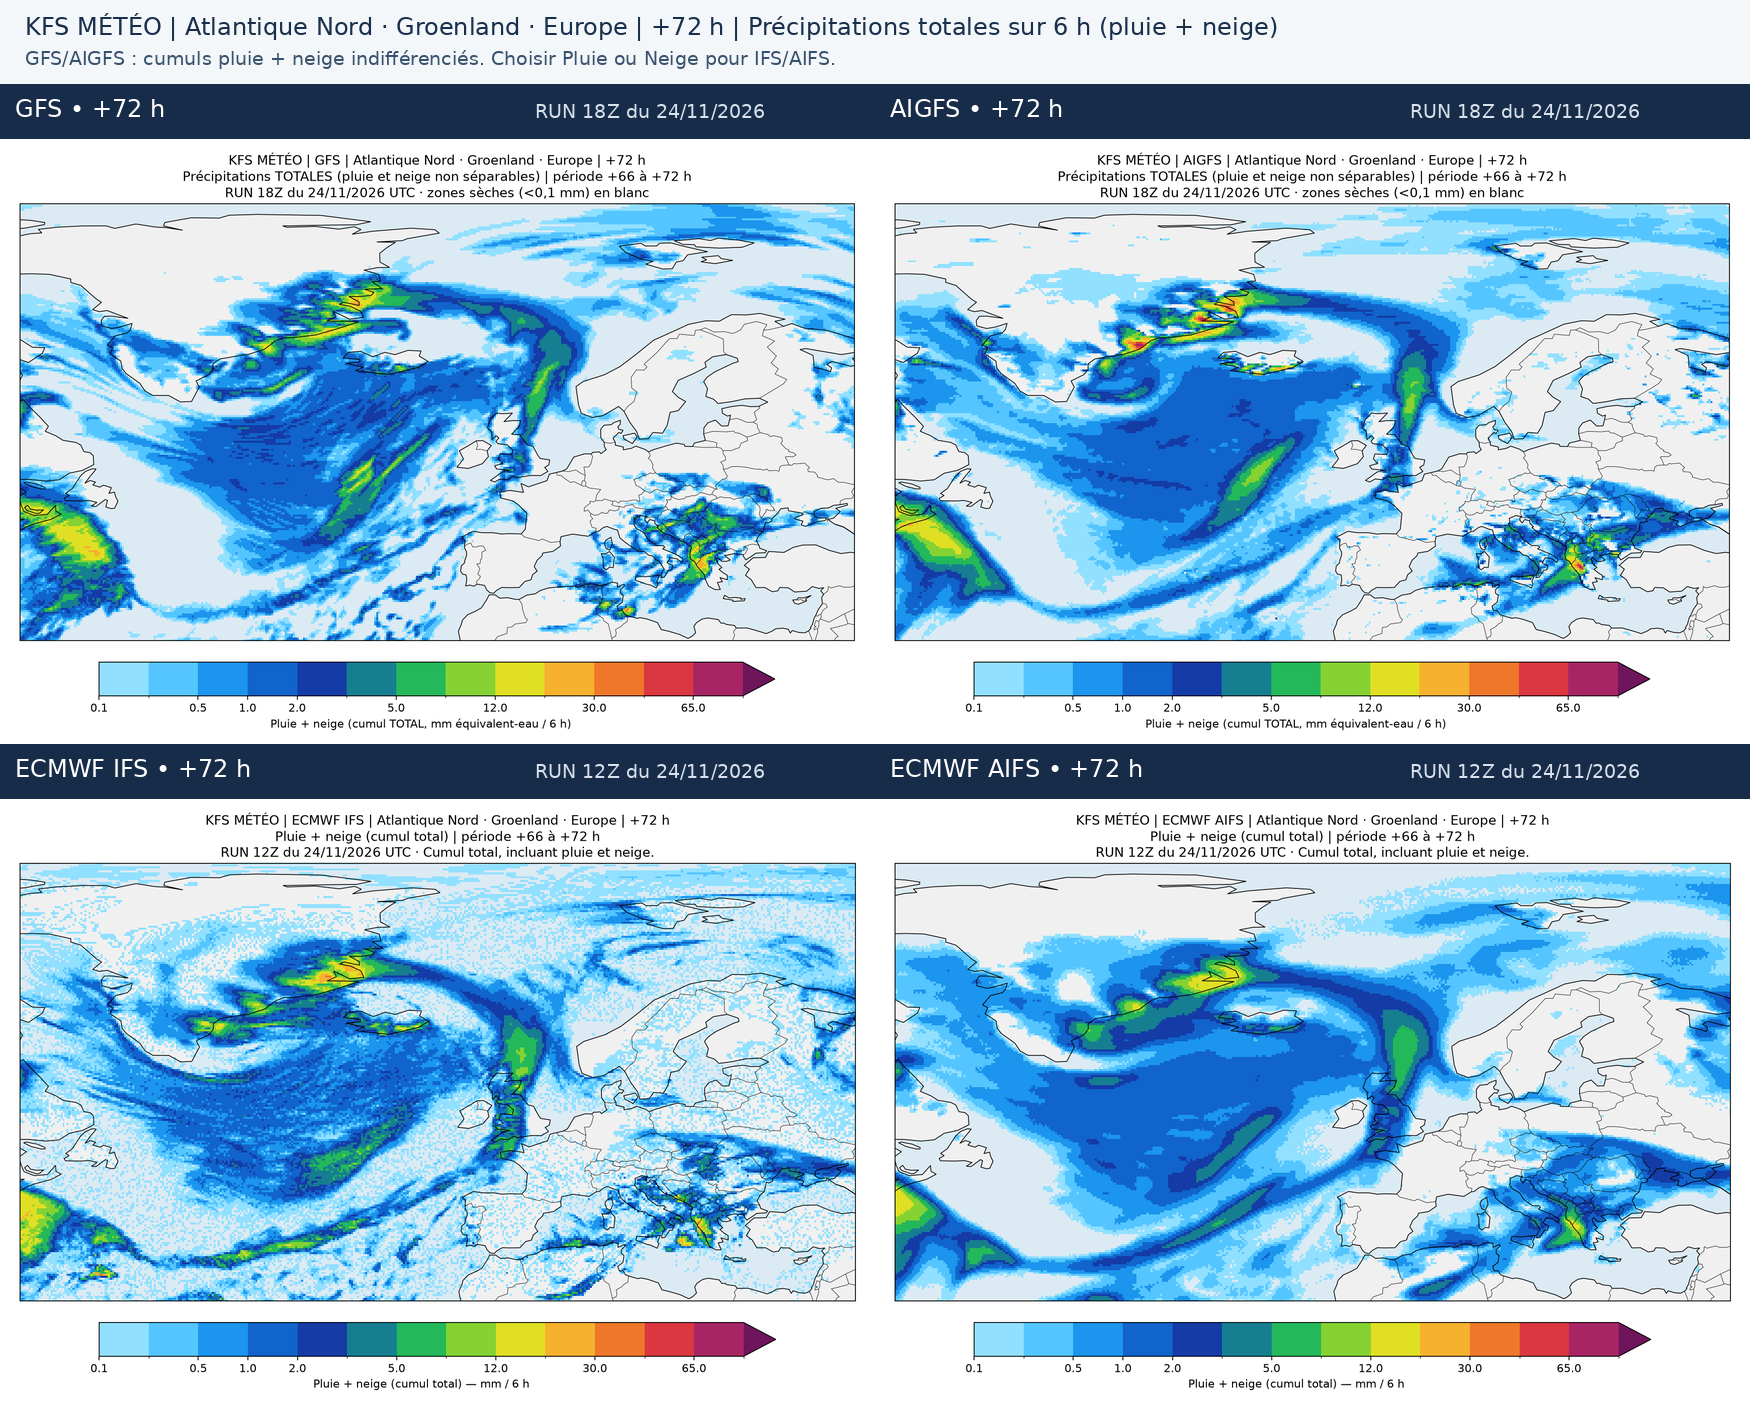 KFS MÉTÉO | Atlantique Nord · Groenland · Europe | +72 h | Précipitations totales sur 6 h (pluie + neige)
GFS/AIGFS : cumuls pluie + neige indifférenciés. Choisir Pluie ou Neige pour IFS/AIFS.
GFS • +72 h
RUN 18Z du 24/11/2026
AIGFS • +72 h
RUN 18Z du 24/11/2026
KFS MÉTÉO | GFS | Atlantique Nord · Groenland · Europe | +72 h
Précipitations TOTALES (pluie et neige non séparables) | période +66 à +72 h
RUN 18Z du 24/11/2026 UTC · zones sèches (<0,1 mm) en blanc
KFS MÉTÉO | AIGFS | Atlantique Nord · Groenland · Europe | +72 h
Précipitations TOTALES (pluie et neige non séparables) | période +66 à +72 h
RUN 18Z du 24/11/2026 UTC · zones sèches (<0,1 mm) en blanc
0.1 0.5 1.0 2.0 5.0 12.0 30.0 65.0
Pluie + neige (cumul TOTAL, mm équivalent-eau / 6 h)
0.1 0.5 1.0 2.0 5.0 12.0 30.0 65.0
Pluie + neige (cumul TOTAL, mm équivalent-eau / 6 h)
ECMWF IFS • +72 h
RUN 12Z du 24/11/2026
ECMWF AIFS • +72 h
RUN 12Z du 24/11/2026
KFS MÉTÉO | ECMWF IFS | Atlantique Nord · Groenland · Europe | +72 h
Pluie + neige (cumul total) | période +66 à +72 h
RUN 12Z du 24/11/2026 UTC · Cumul total, incluant pluie et neige.
KFS MÉTÉO | ECMWF AIFS | Atlantique Nord · Groenland · Europe | +72 h
Pluie + neige (cumul total) | période +66 à +72 h
RUN 12Z du 24/11/2026 UTC · Cumul total, incluant pluie et neige.
0.1 0.5 1.0 2.0 5.0 12.0 30.0 65.0
Pluie + neige (cumul total) — mm / 6 h
0.1 0.5 1.0 2.0 5.0 12.0 30.0 65.0
Pluie + neige (cumul total) — mm / 6 h